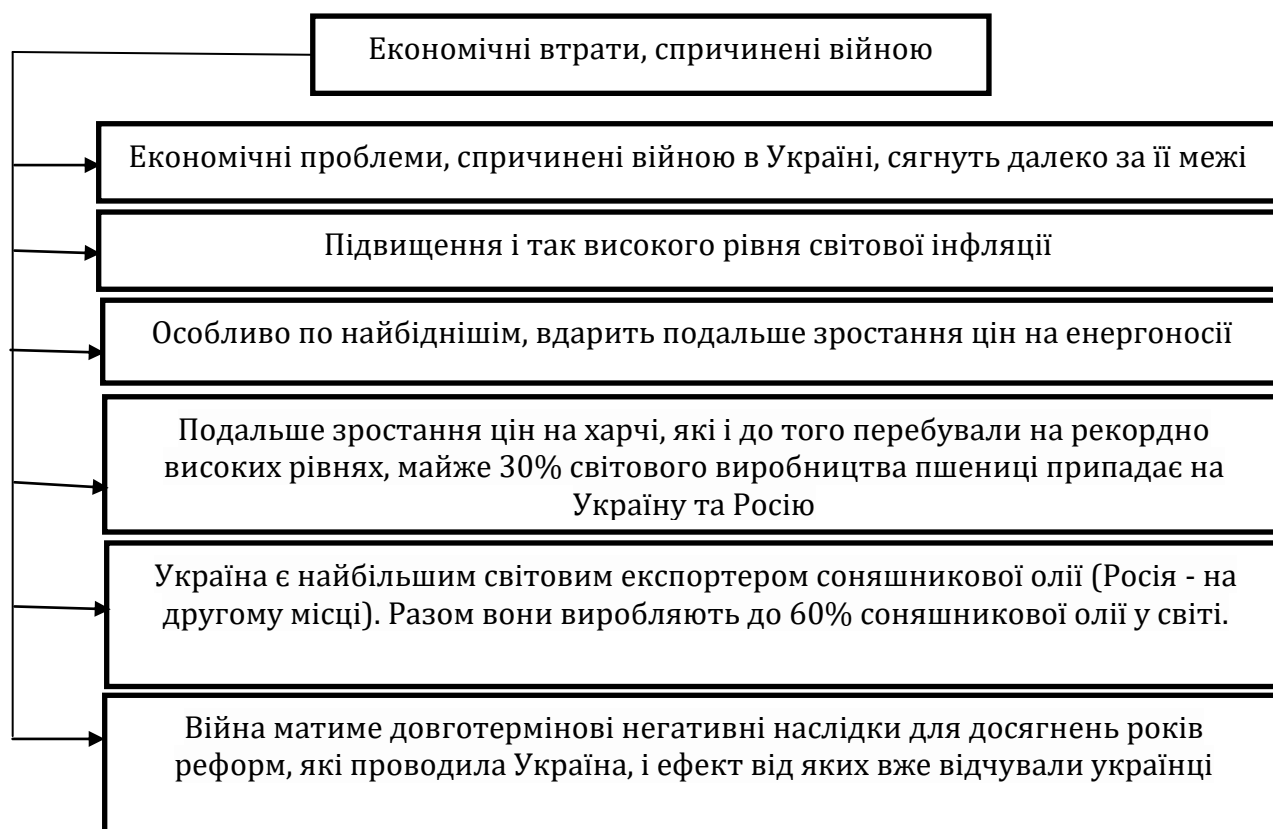 Економічні втрати, спричинені війною
Економічні проблеми, спричинені війною в Україні, сягнуть далеко за її межі
Підвищення і так високого рівня світової інфляції
Особливо по найбіднішім, вдарить подальше зростання цін на енергоносії
Подальше зростання цін на харчі, які і до того перебували на рекордно
високих рівнях, майже 30% світового виробництва пшениці припадає на
Україну та Росію
Україна є найбільшим світовим експортером соняшникової олії (Росія - на
другому місці). Разом вони виробляють до 60% соняшникової олії у світі.
Війна матиме довготермінові негативні наслідки для досягнень років
реформ, які проводила Україна, і ефект від яких вже відчували українці